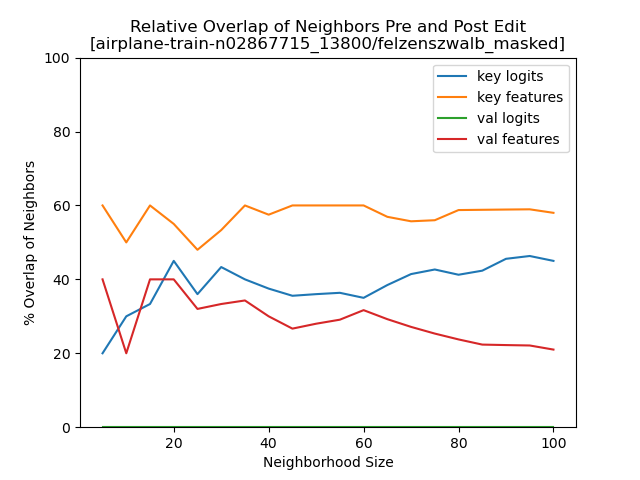 Relative Overlap of Neighbors Pre and Post Edit
[airplane-train-n02867715_13800/felzenszwalb_masked]
key logits
key features
val logits
val features
% Overlap of Neighbors
100
80
60
40
20
0
20 40 60 80 100
Neighborhood Size